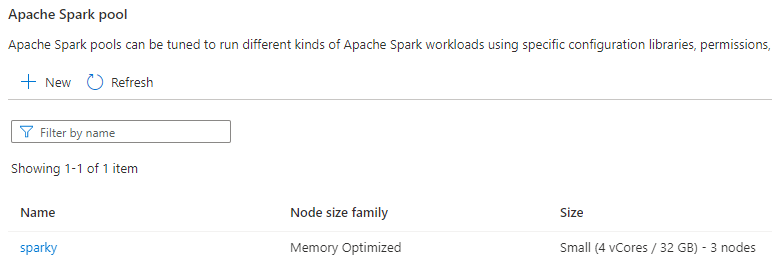 Apache Spark pool
Apache Spark pools can be tuned to run different kinds of Apache Spark workloads using specific configuration libraries, permissions,
New Refresh
Filter by name
Showing 1-1 of 1 item
Name Node size family Size
sparky Memory Optimized Small (4 vCores / 32 GB) - 3 nodes